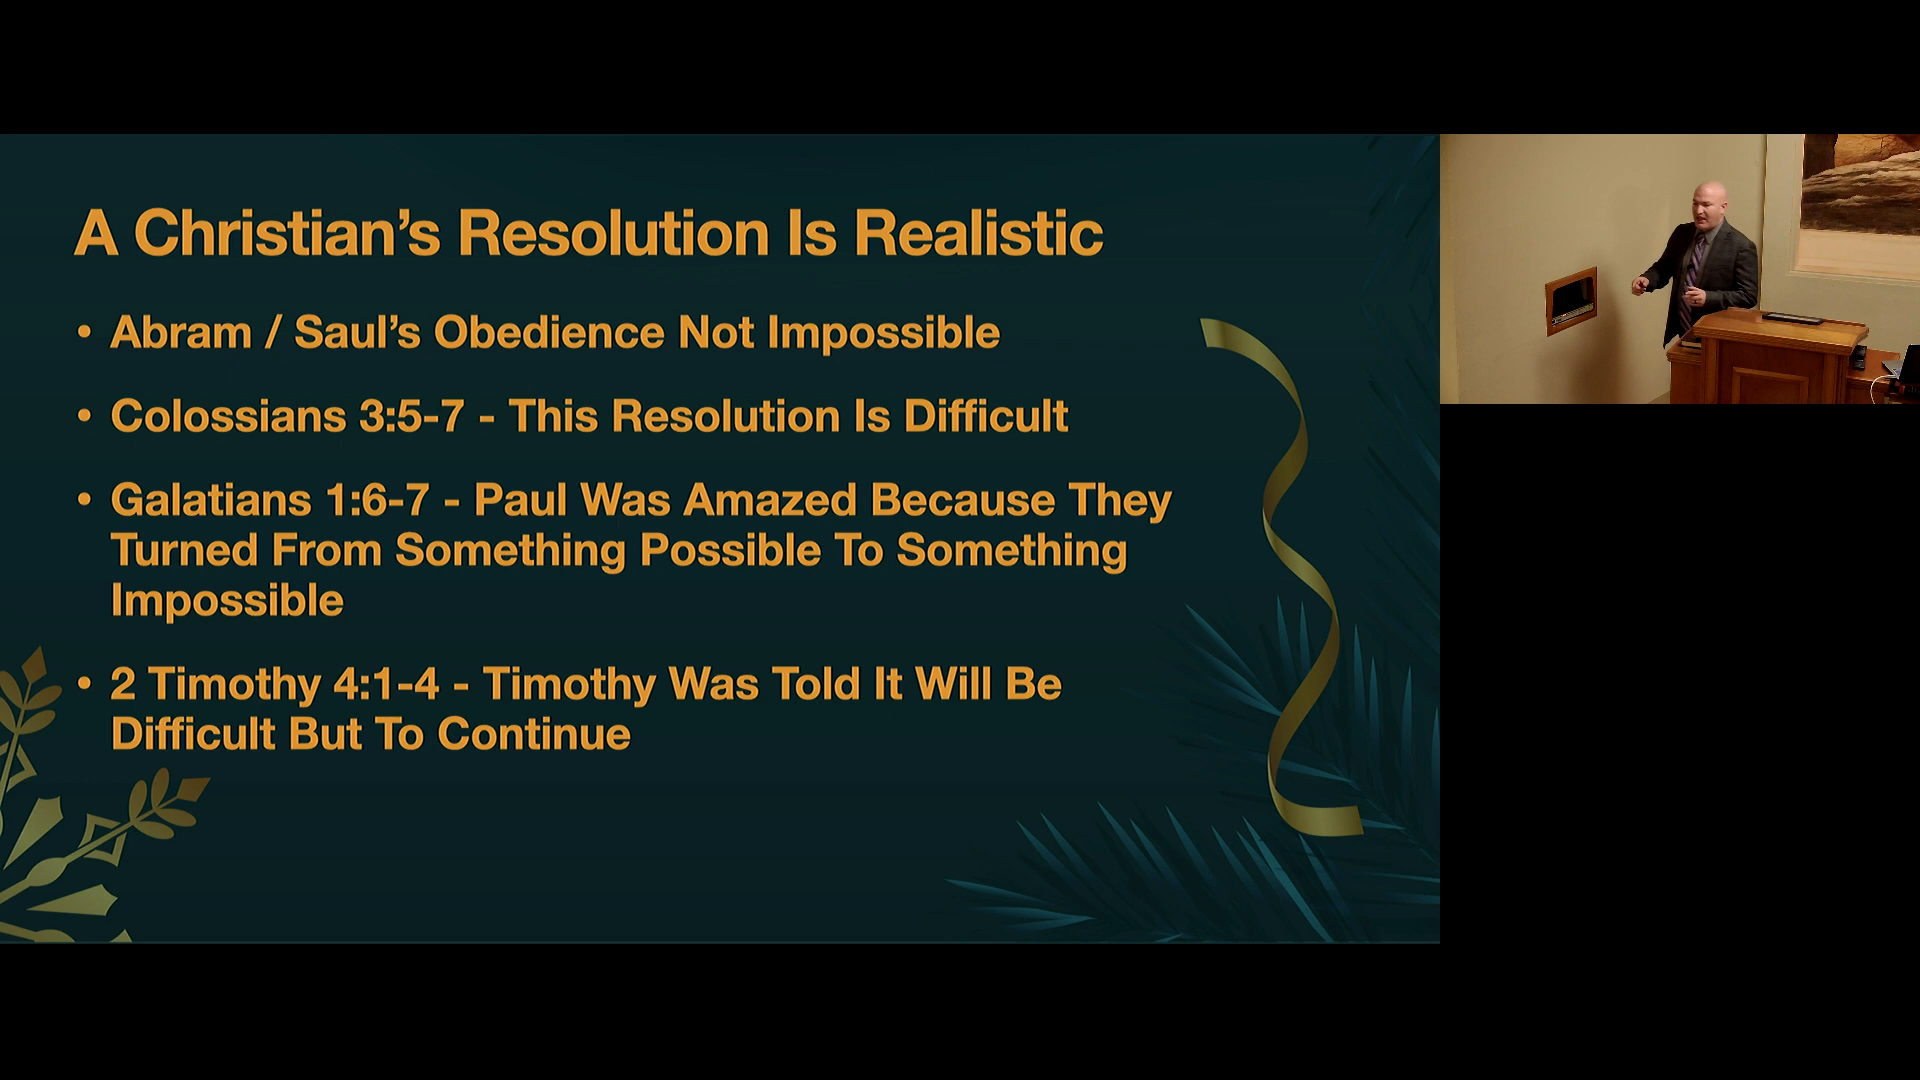 A Christian’s Resolution Is Realistic
• Abram / Saul’s Obedience Not Impossible
• Colossians 3:5-7 - This Resolution Is Difficult
• Galatians 1:6-7 - Paul Was Amazed Because They
Turned From Something Possible To Something
Impossible
• 2 Timothy 4:1-4 - Timothy Was Told It Will Be
Difficult But To Continue